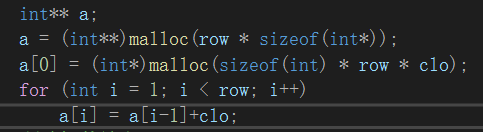 int** a;
a = (int**)malloc(row * sizeof(int*));
a[0] = (int*)malloc(sizeof(int) * row * clo);
for (int i = 1; i < row; i++)
a[i] = a[i-1]+clo;